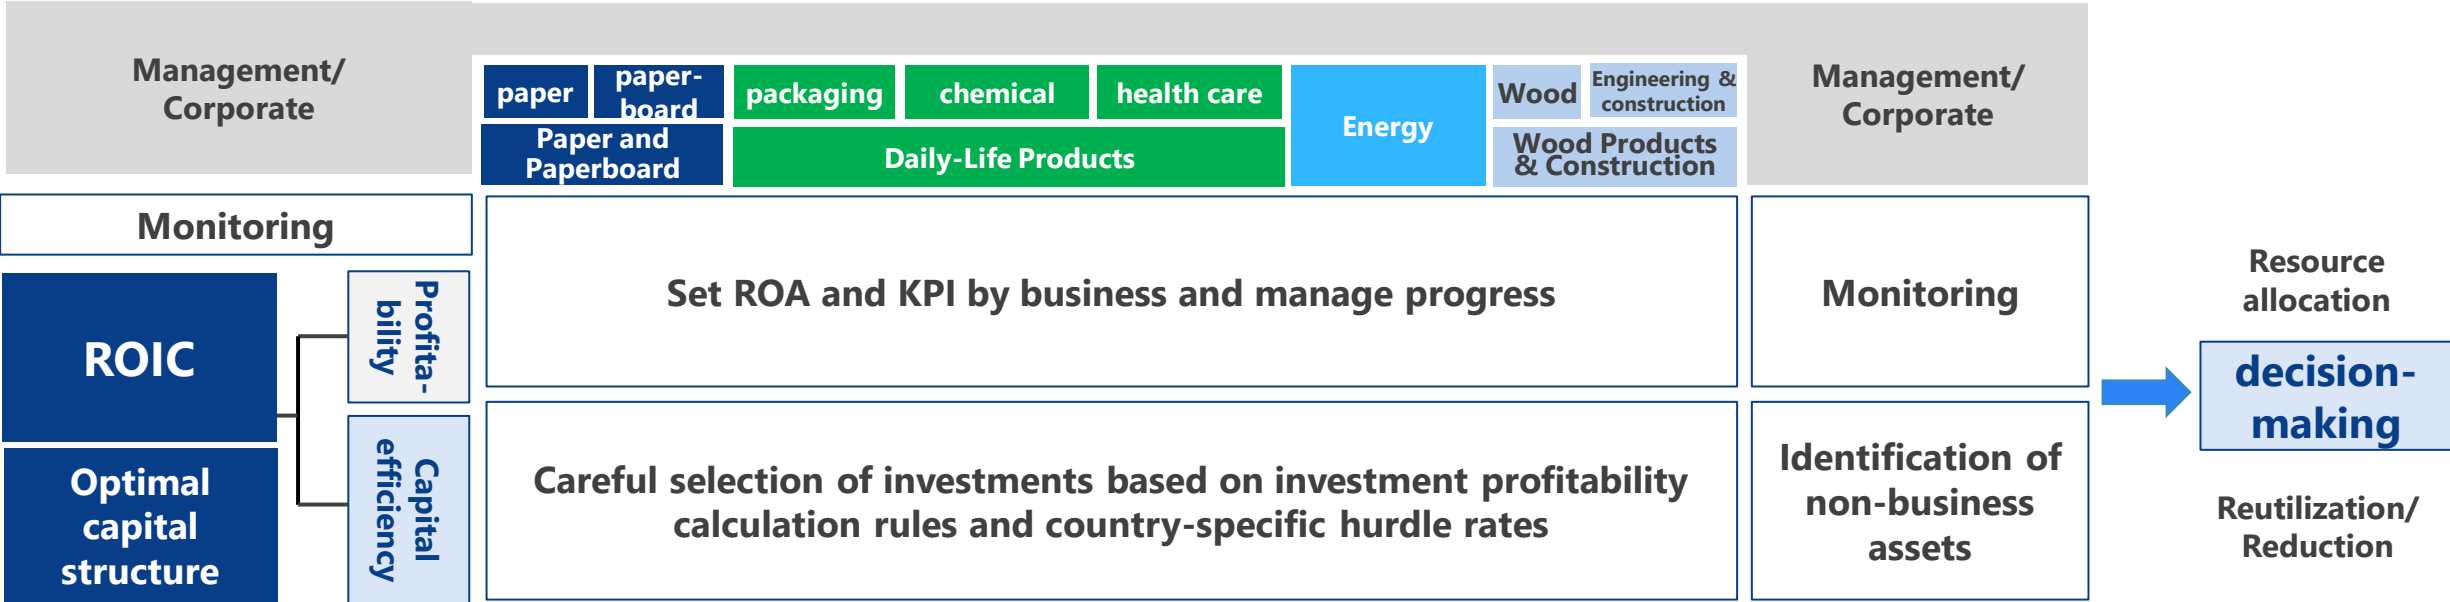 Management/
Corporate
paper
paper-
board
Paper and
Paperboard
packaging
chemical
health care
Daily-Life Products
Energy
Wood
Engineering &
construction
Wood Products
& Construction
Management/
Corporate
Monitoring
ROIC
Optimal
capital
structure
Profita-
bility
Capital
efficiency
Set ROA and KPI by business and manage progress
Careful selection of investments based on investment profitability
calculation rules and country-specific hurdle rates
Monitoring
Identification of
non-business
assets
Resource
allocation
decision-
making
Reutilization/
Reduction